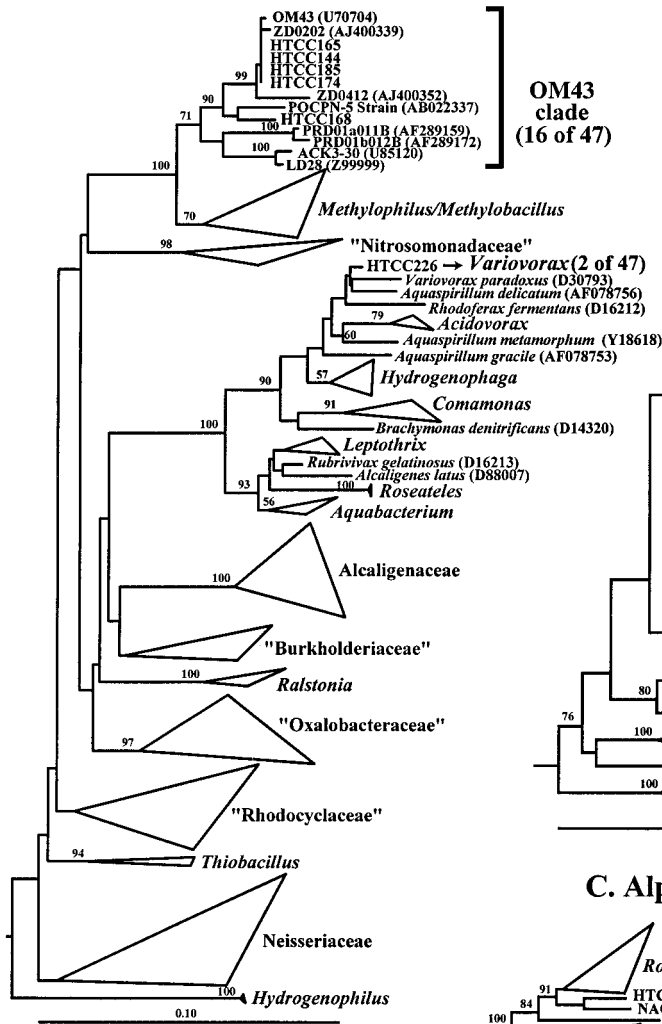 OM43 (U70704)
ZD0202 (AJ400339)
HTCC165
HTCC144
HTCC185
HTCC174
99
ZD0412 (AJ400352)
90
POCPN-5 Strain (AB022337)
HTCC168
71
100
PRD01a011B (AF289159)
PRD01b012B (AF289172)
100
ACK3-30 (U85120)
LD28 (Z99999)
OM43
clade
(16 of 47)
100
70
Methylophilus/Methylobacillus
98
"Nitrosomonadaceae"
HTCC226 → Variovorax (2 of 47)
Variovorax paradoxus (D30793)
Aquaspirillum delicatum (AF078756)
Rhodoferax fermentans (D16212)
79
Acidovorax
60
Aquaspirillum metamorphum (Y18618)
Aquaspirillum gracile (AF078753)
57
Hydrogenophaga
90
91
Comamonas
Brachymonas denitrificans (D14320)
100
Leptothrix
Rubrivivax gelatinosus (D16213)
Alcaligenes latus (D88007)
93
100
Roseateles
56
Aquabacterium
100
Alcaligenaceae
"Burkholderiaceae"
100
Ralstonia
"Oxalobacteraceae"
97
"Rhodocyclaceae"
94
Thiobacillus
Neisseriaceae
100
Hydrogenophilus
0.10
80
76
100
100
C. Alp
Ro
91
HTC
84
NAC
100